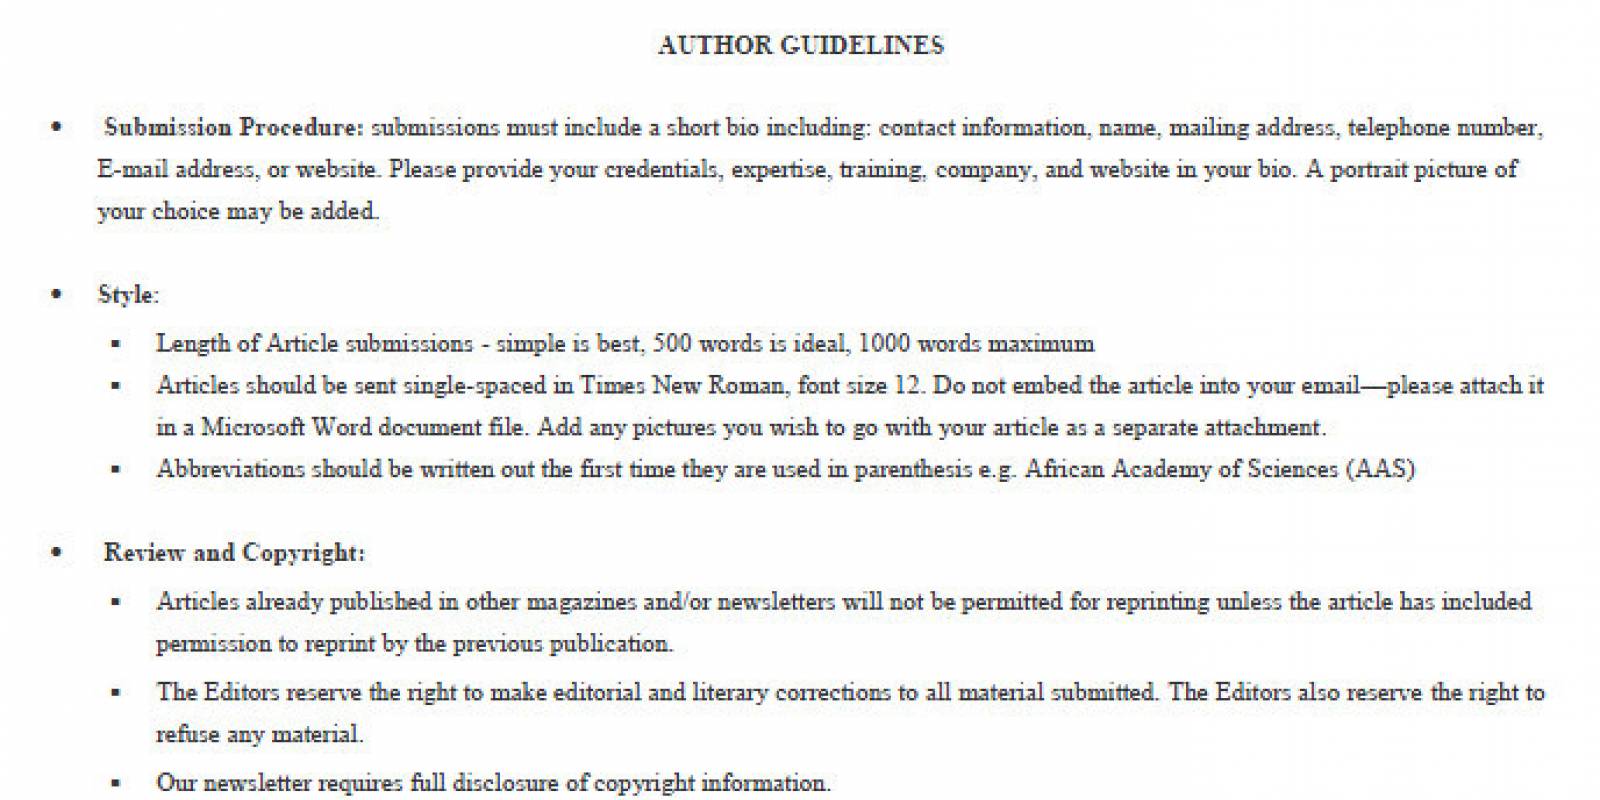 AUTHOR GUIDELINES
• Submission Procedure: submissions must include a short bio including: contact information, name, mailing address, telephone number,
E-mail address, or website. Please provide your credentials, expertise, training, company, and website in your bio. A portrait picture of
your choice may be added.
• Style:
▪ Length of Article submissions - simple is best, 500 words is ideal, 1000 words maximum
▪ Articles should be sent single-spaced in Times New Roman, font size 12. Do not embed the article into your email—please attach it
in a Microsoft Word document file. Add any pictures you wish to go with your article as a separate attachment.
▪ Abbreviations should be written out the first time they are used in parenthesis e.g. African Academy of Sciences (AAS)
• Review and Copyright:
▪ Articles already published in other magazines and/or newsletters will not be permitted for reprinting unless the article has included
permission to reprint by the previous publication.
▪ The Editors reserve the right to make editorial and literary corrections to all material submitted. The Editors also reserve the right to
refuse any material.
▪ Our newsletter requires full disclosure of copyright information.